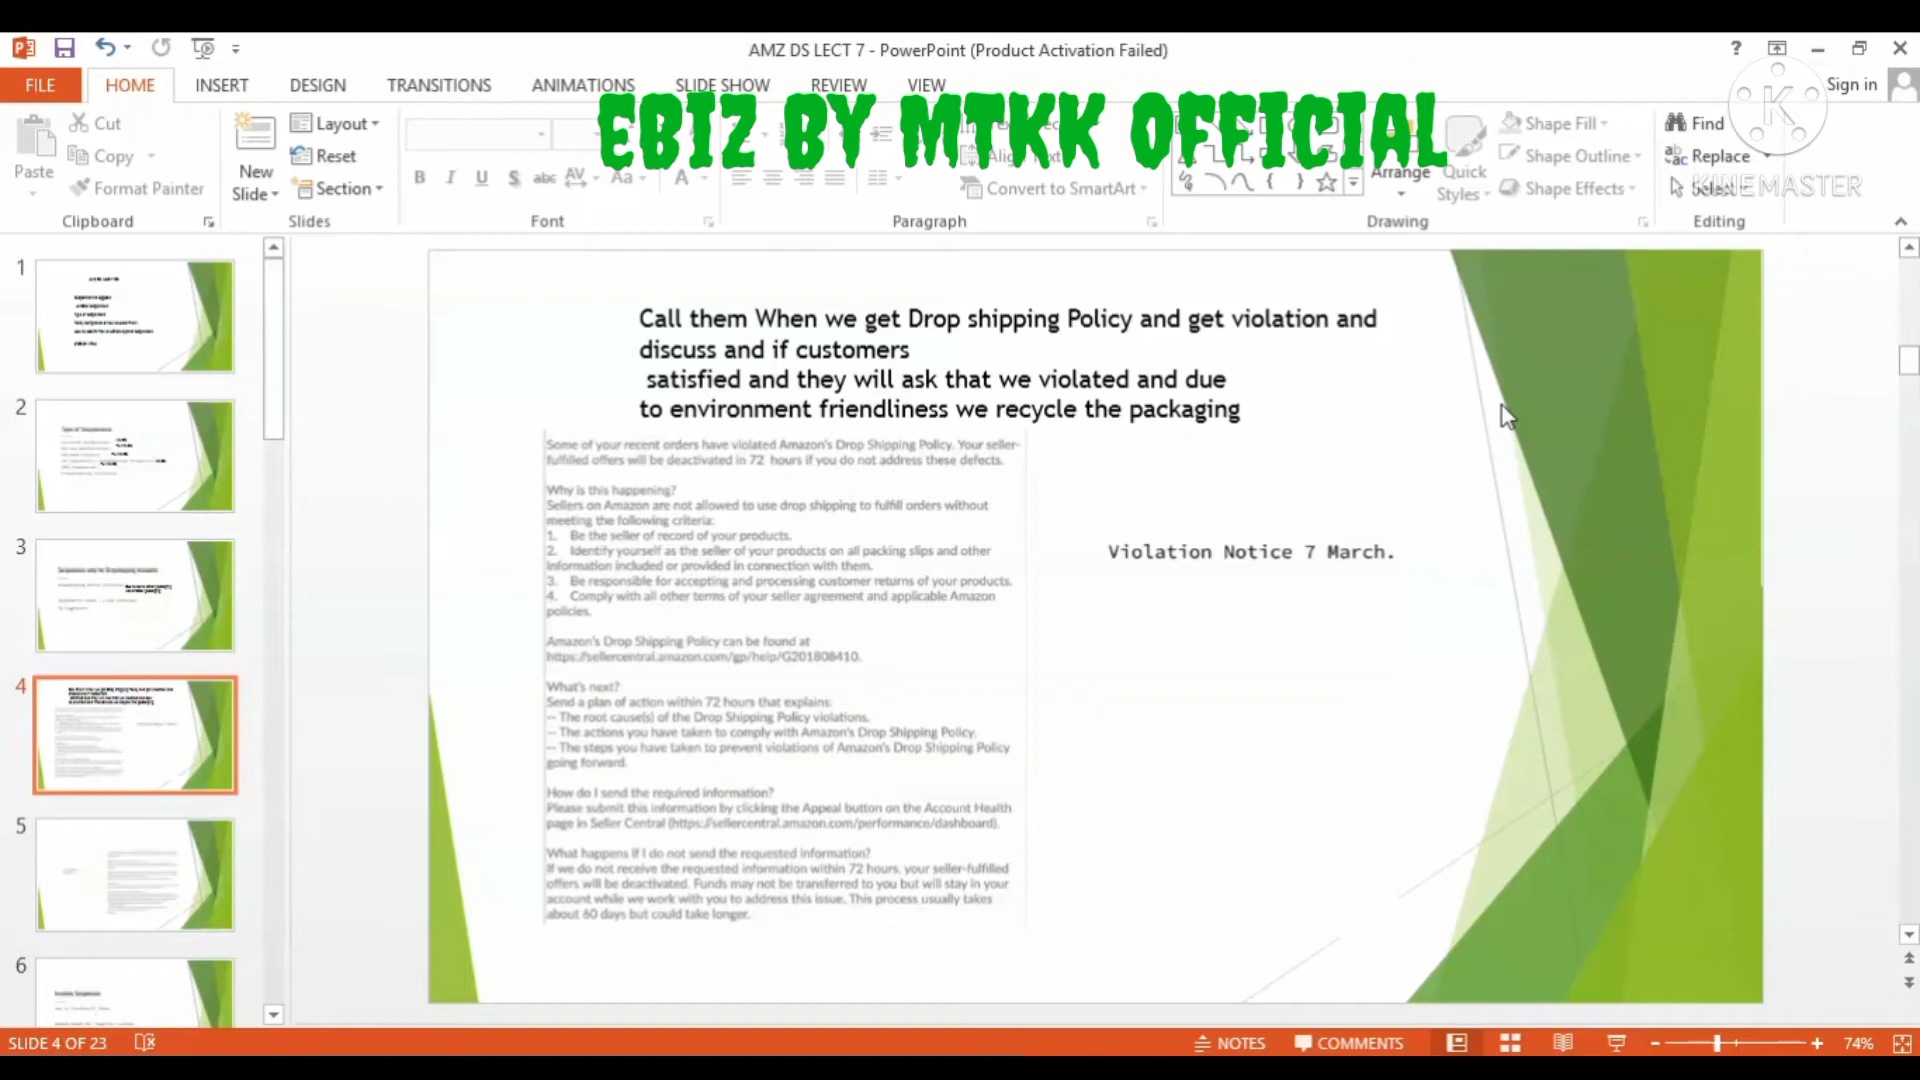 AMZ DS LECT 7 - PowerPoint (Product Activation Failed)
FILE HOME INSERT DESIGN TRANSITIONS ANIMATIONS SLIDE SHOW REVIEW VIEW Sign in
EBIZ BY MTKK OFFICIAL
KINEMASTER
Paste
Cut
Copy
Format Painter
Clipboard
New
Slide
Layout
Reset
Section
Slides
Font
Convert to SmartArt
Paragraph
Arrange
Quick
Styles
Shape Fill
Shape Outline
Shape Effects
Drawing
Find
Replace
Editing
1
2
3
4
5
6
Call them When we get Drop shipping Policy and get violation and
discuss and if customers
satisfied and they will ask that we violated and due
to environment friendliness we recycle the packaging
Some of your recent orders have violated Amazon's Drop Shipping Policy. Your seller-
fulfilled offers will be deactivated in 72 hours if you do not address these defects.
Why is this happening?
Sellers on Amazon are not allowed to use drop shipping to fulfill orders without
meeting the following criteria:
1. Be the seller of record of your products.
2. Identify yourself as the seller of your products on all packing slips and other
information included or provided in connection with them.
3. Be responsible for accepting and processing customer returns of your products.
4. Comply with all other terms of your seller agreement and applicable Amazon
policies.
Amazon's Drop Shipping Policy can be found at
https://sellercentral.amazon.com/gp/help/G201808410.
What's next?
Send a plan of action within 72 hours that explains:
-- The root cause(s) of the Drop Shipping Policy violations.
-- The actions you have taken to comply with Amazon's Drop Shipping Policy.
-- The steps you have taken to prevent violations of Amazon's Drop Shipping Policy
going forward.
How do I send the required information?
Please submit this information by clicking the Appeal button on the Account Health
page in Seller Central (https://sellercentral.amazon.com/performance/dashboard).
What happens if I do not send the requested information?
If we do not receive the requested information within 72 hours, your seller-fulfilled
offers will be deactivated. Funds may not be transferred to you but will stay in your
account while we work with you to address this issue. This process usually takes
about 60 days but could take longer.
Violation Notice 7 March.
SLIDE 4 OF 23
NOTES COMMENTS 74%